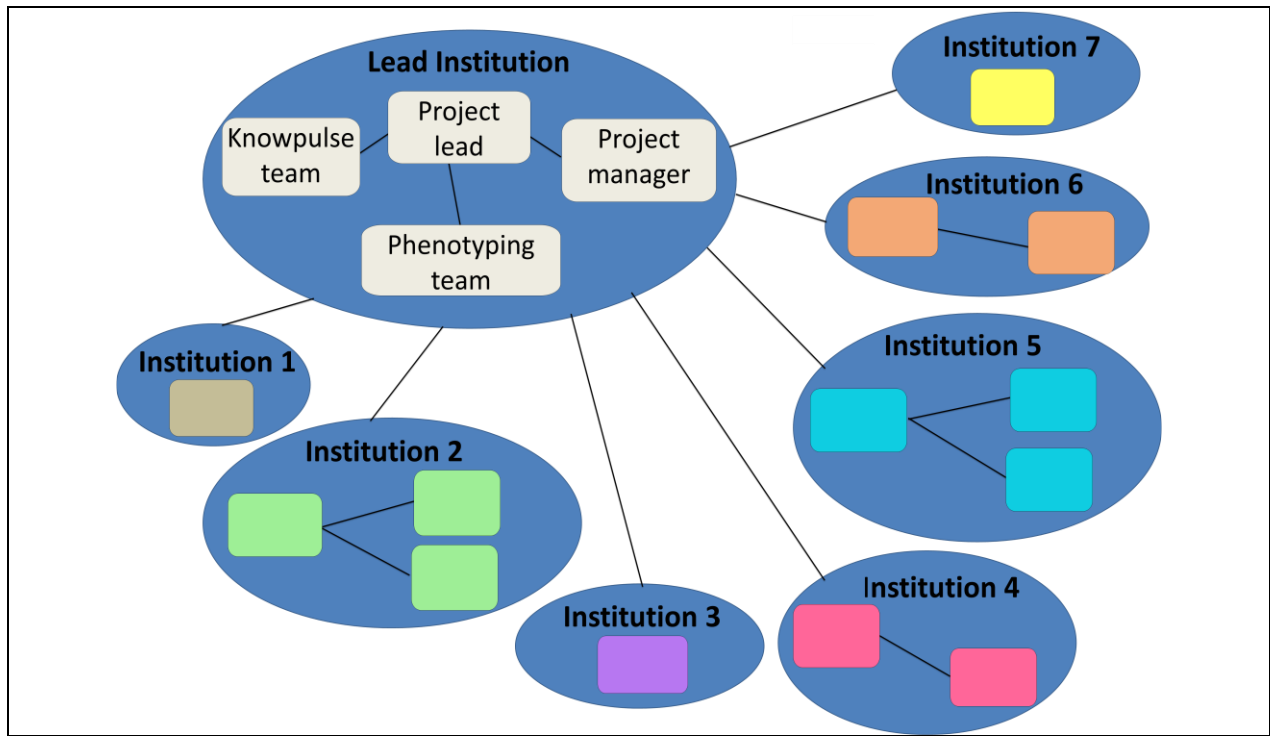 Lead Institution
Knowpulse
team
Project
lead
Project
manager
Phenotyping
team
Institution 7
Institution 6
Institution 5
Institution 1
Institution 2
Institution 3
Institution 4